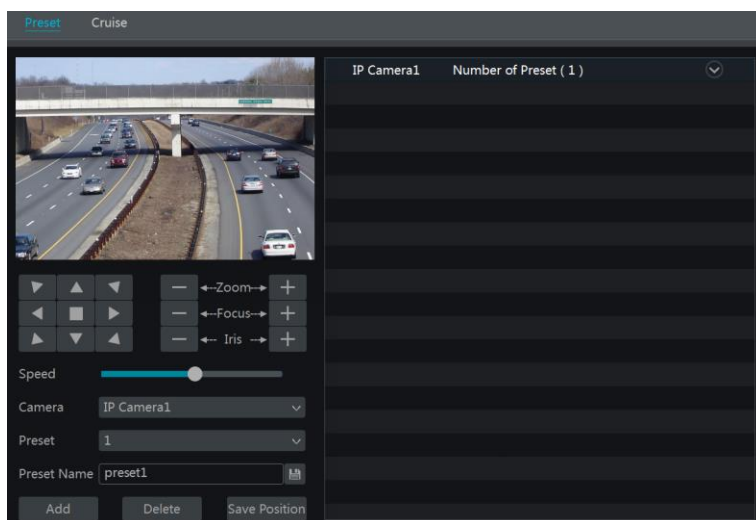 Preset Cruise
IP Camera1 Number of Preset ( 1 )
Zoom
Focus
Iris
Speed
Camera IP Camera1
Preset 1
Preset Name preset1
Add Delete Save Position